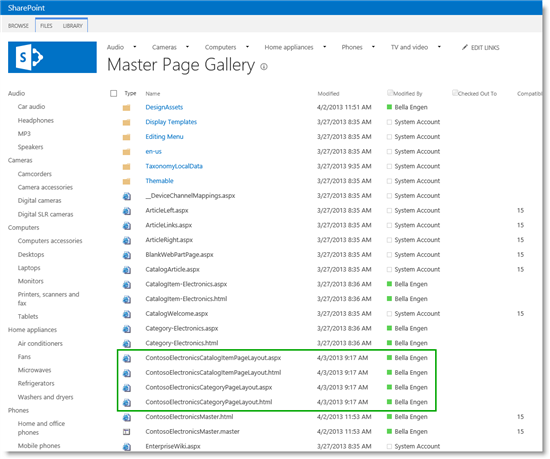 SharePoint
BROWSE FILES LIBRARY
Audio Cameras Computers Home appliances Phones TV and video EDIT LINKS
Master Page Gallery
Audio
Car audio
Headphones
MP3
Speakers
Cameras
Camcorders
Camera accessories
Digital cameras
Digital SLR cameras
Computers
Computers accessories
Desktops
Laptops
Monitors
Printers, scanners and
fax
Tablets
Home appliances
Air conditioners
Fans
Microwaves
Refrigerators
Washers and dryers
Phones
Home and office
phones
Mobile phones
Type Name Modified Modified By Checked Out To Compatibl
DesignAssets 4/2/2013 11:51 AM Bella Engen
Display Templates 3/27/2013 8:35 AM System Account
Editing Menu 3/27/2013 8:35 AM System Account
en-us 3/27/2013 8:35 AM System Account
TaxonomyLocalData 3/27/2013 9:35 AM System Account
Themable 3/27/2013 8:35 AM System Account
__DeviceChannelMappings.aspx 3/27/2013 8:35 AM System Account
ArticleLeft.aspx 3/27/2013 8:35 AM System Account 15
ArticleLinks.aspx 3/27/2013 8:35 AM System Account 15
ArticleRight.aspx 3/27/2013 8:35 AM System Account 15
BlankWebPartPage.aspx 3/27/2013 8:35 AM System Account 15
CatalogArticle.aspx 3/27/2013 8:35 AM System Account 15
CatalogItem-Electronics.aspx 3/27/2013 8:36 AM Bella Engen
CatalogItem-Electronics.html 3/27/2013 8:36 AM Bella Engen
CatalogWelcome.aspx 3/27/2013 8:35 AM System Account 15
Category-Electronics.aspx 3/27/2013 8:36 AM Bella Engen
Category-Electronics.html 3/27/2013 8:36 AM Bella Engen
ContosoElectronicsCatalogItemPageLayout.aspx 4/3/2013 9:17 AM Bella Engen
ContosoElectronicsCatalogItemPageLayout.html 4/3/2013 9:17 AM Bella Engen
ContosoElectronicsCategoryPageLayout.aspx 4/3/2013 9:17 AM Bella Engen
ContosoElectronicsCategoryPageLayout.html 4/3/2013 9:17 AM Bella Engen
ContosoElectronicsMaster.html 4/2/2013 11:53 AM Bella Engen 15
ContosoElectronicsMaster.master 4/2/2013 11:53 AM Bella Engen 15
EnterpriseWiki.aspx 3/27/2013 8:35 AM System Account 15